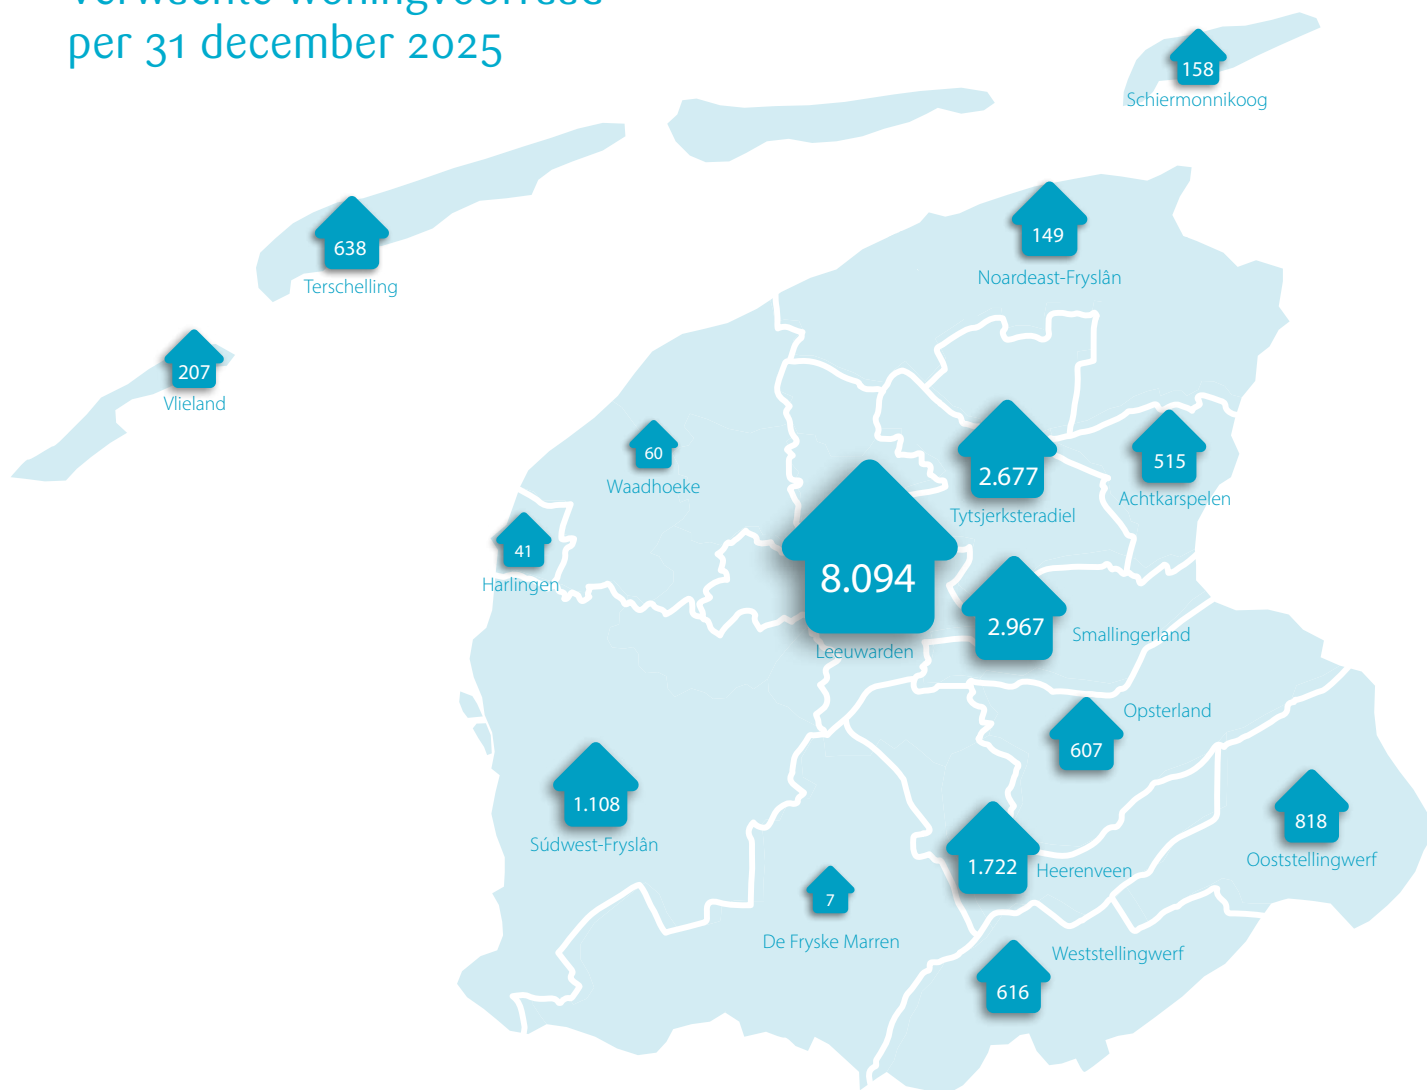 Verwachte woningvoorraad
per 31 december 2025
158
Schiermonnikoog
638
Terschelling
149
Noardeast-Fryslân
207
Vlieland
60
Waadhoeke
2.677
Tytsjerksteradiel
515
Achtkarspelen
41
Harlingen
8.094
Leeuwarden
2.967
Smallingerland
Opsterland
607
1.108
Súdwest-Fryslân
818
Ooststellingwerf
1.722
Heerenveen
7
De Fryske Marren
Weststellingwerf
616